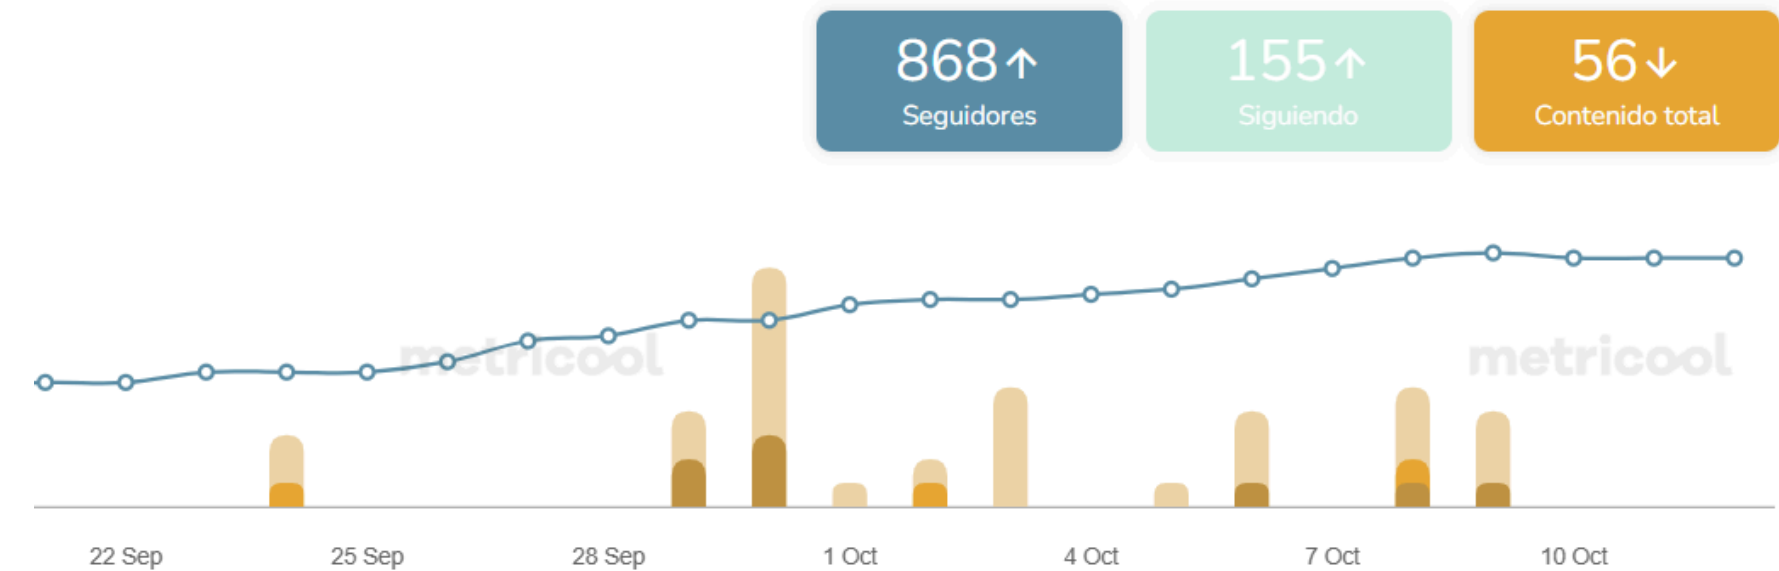 868↑ 155↑ 56↓
Seguidores Siguiendo Contenido total
metricool metricool
22 Sep 25 Sep 28 Sep 1 Oct 4 Oct 7 Oct 10 Oct